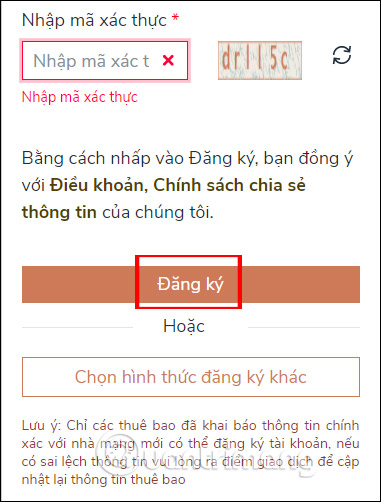 Nhập mã xác thực *
Nhập mã xác t
drll5c
Nhập mã xác thực
Bằng cách nhấp vào Đăng ký, bạn đồng ý
với Điều khoản, Chính sách chia sẻ
thông tin của chúng tôi.
Đăng ký
Hoặc
Chọn hình thức đăng ký khác
Lưu ý: Chỉ các thuê bao đã khai báo thông tin chính
xác với nhà mạng mới có thể đăng ký tài khoản, nếu
có sai lệch thông tin vui lòng ra điểm giao dịch để cập
nhật lại thông tin thuê bao
Quantrimang